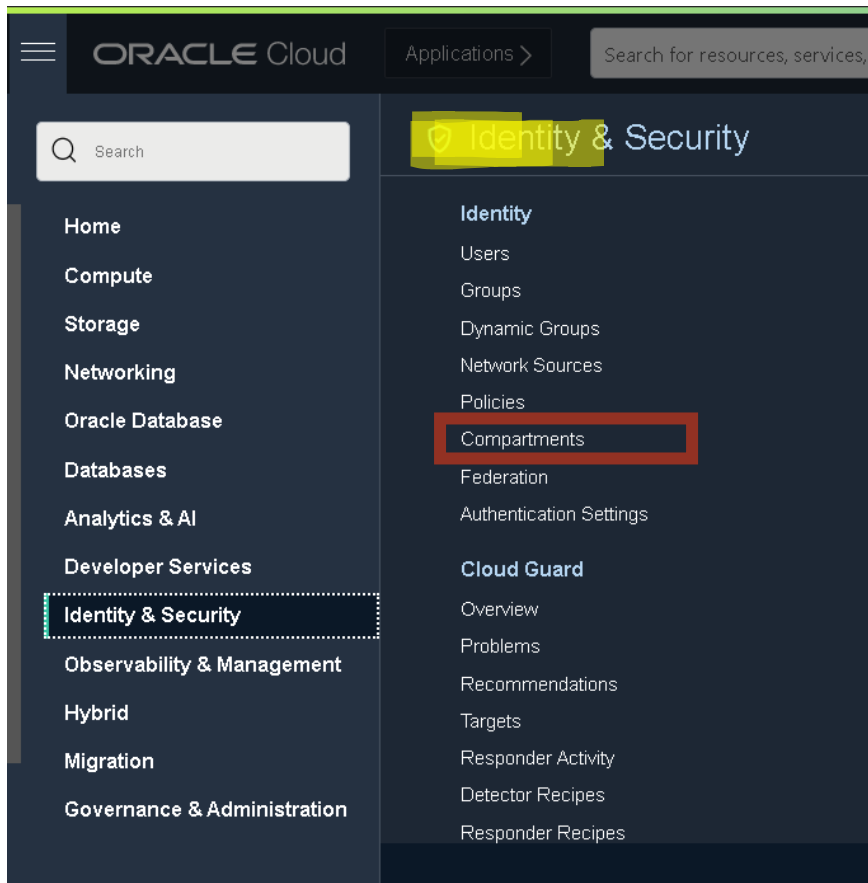 ORACLE Cloud
Applications >
Search for resources, services,
Search
Home
Compute
Storage
Networking
Oracle Database
Databases
Analytics & AI
Developer Services
Identity & Security
Observability & Management
Hybrid
Migration
Governance & Administration
Identity & Security
Identity
Users
Groups
Dynamic Groups
Network Sources
Policies
Compartments
Federation
Authentication Settings
Cloud Guard
Overview
Problems
Recommendations
Targets
Responder Activity
Detector Recipes
Responder Recipes